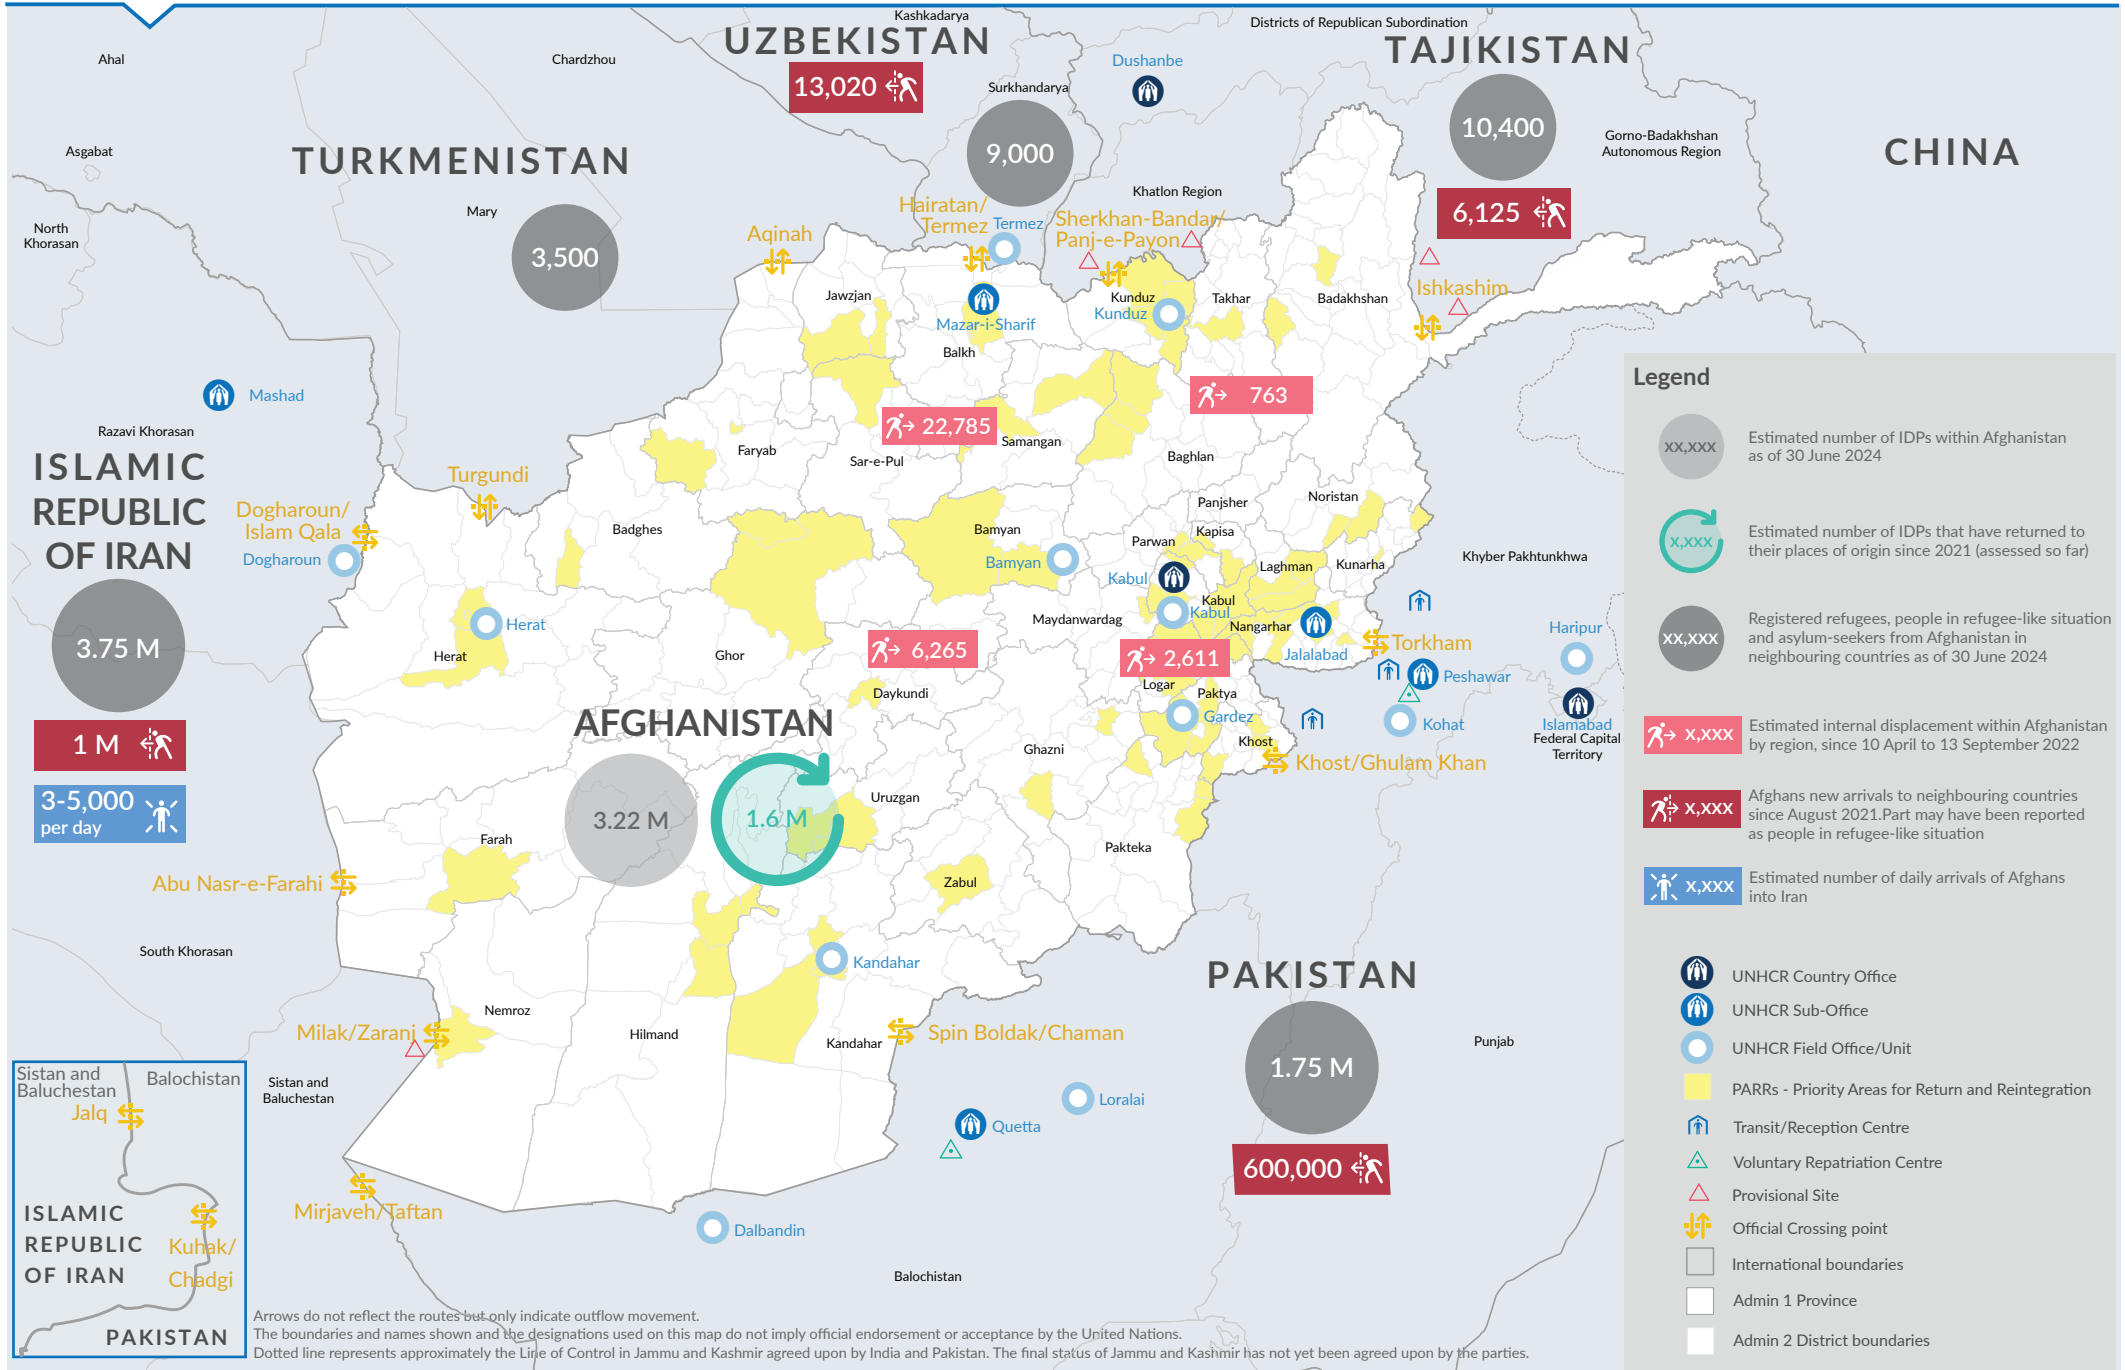 Kashkadarya
UZBEKISTAN
13,020
Districts of Republican Subordination
TAJIKISTAN
Ahal
Chardzhou
Dushanbe
Surkhandarya
9,000
10,400
Gorno-Badakhshan
Autonomous Region
CHINA
Asgabat
TURKMENISTAN
Mary
3,500
Khatlon Region
6,125
North
Khorasan
Hairatan/
Termez
Termez
Sherkhan-Bandar/
Panj-e-Payon
Aqinah
Ishkashim
Jawzjan
Kunduz
Kunduz
Takhar
Badakhshan
Mazar-i-Sharif
Balkh
Mashad
Razavi Khorasan
763
22,785
Samangan
Faryab
Sar-e-Pul
Baghlan
ISLAMIC
REPUBLIC
OF IRAN
3.75 M
1 M
3-5,000
per day
Turgundi
Dogharoun/
Islam Qala
Dogharoun
Badghes
Bamyan
Bamyan
Panjsher
Noristan
Kapisa
Parwan
Laghman
Kunarha
Khyber Pakhtunkhwa
Kabul
Kabul
Kabul
Maydanwardag
Nangarhar
Jalalabad
Torkham
Haripur
Herat
Herat
Ghor
6,265
2,611
Peshawar
Daykundi
Logar
Paktya
Gardez
Kohat
Islamabad
Federal Capital
Territory
AFGHANISTAN
3.22 M
1.6 M
Ghazni
Khost
Khost/Ghulam Khan
Uruzgan
Farah
Pakteka
Abu Nasr-e-Farahi
Zabul
South Khorasan
Kandahar
PAKISTAN
1.75 M
600,000
Nemroz
Milak/Zaranj
Hilmand
Kandahar
Spin Boldak/Chaman
Punjab
Sistan and
Baluchestan
Loralai
Quetta
Mirjaveh/Taftan
Dalbandin
Balochistan
Sistan and
Baluchestan
Balochistan
Jalq
ISLAMIC
REPUBLIC
OF IRAN
Kuhak/
Chadgi
PAKISTAN
Arrows do not reflect the routes but only indicate outflow movement.
The boundaries and names shown and the designations used on this map do not imply official endorsement or acceptance by the United Nations.
Dotted line represents approximately the Line of Control in Jammu and Kashmir agreed upon by India and Pakistan. The final status of Jammu and Kashmir has not yet been agreed upon by the parties.
Legend
xx,xxx
Estimated number of IDPs within Afghanistan
as of 30 June 2024
x,xxx
Estimated number of IDPs that have returned to
their places of origin since 2021 (assessed so far)
xx,xxx
Registered refugees, people in refugee-like situation
and asylum-seekers from Afghanistan in
neighbouring countries as of 30 June 2024
x,xxx
Estimated internal displacement within Afghanistan
by region, since 10 April to 13 September 2022
x,xxx
Afghans new arrivals to neighbouring countries
since August 2021.Part may have been reported
as people in refugee-like situation
x,xxx
Estimated number of daily arrivals of Afghans
into Iran
UNHCR Country Office
UNHCR Sub-Office
UNHCR Field Office/Unit
PARRs - Priority Areas for Return and Reintegration
Transit/Reception Centre
Voluntary Repatriation Centre
Provisional Site
Official Crossing point
International boundaries
Admin 1 Province
Admin 2 District boundaries